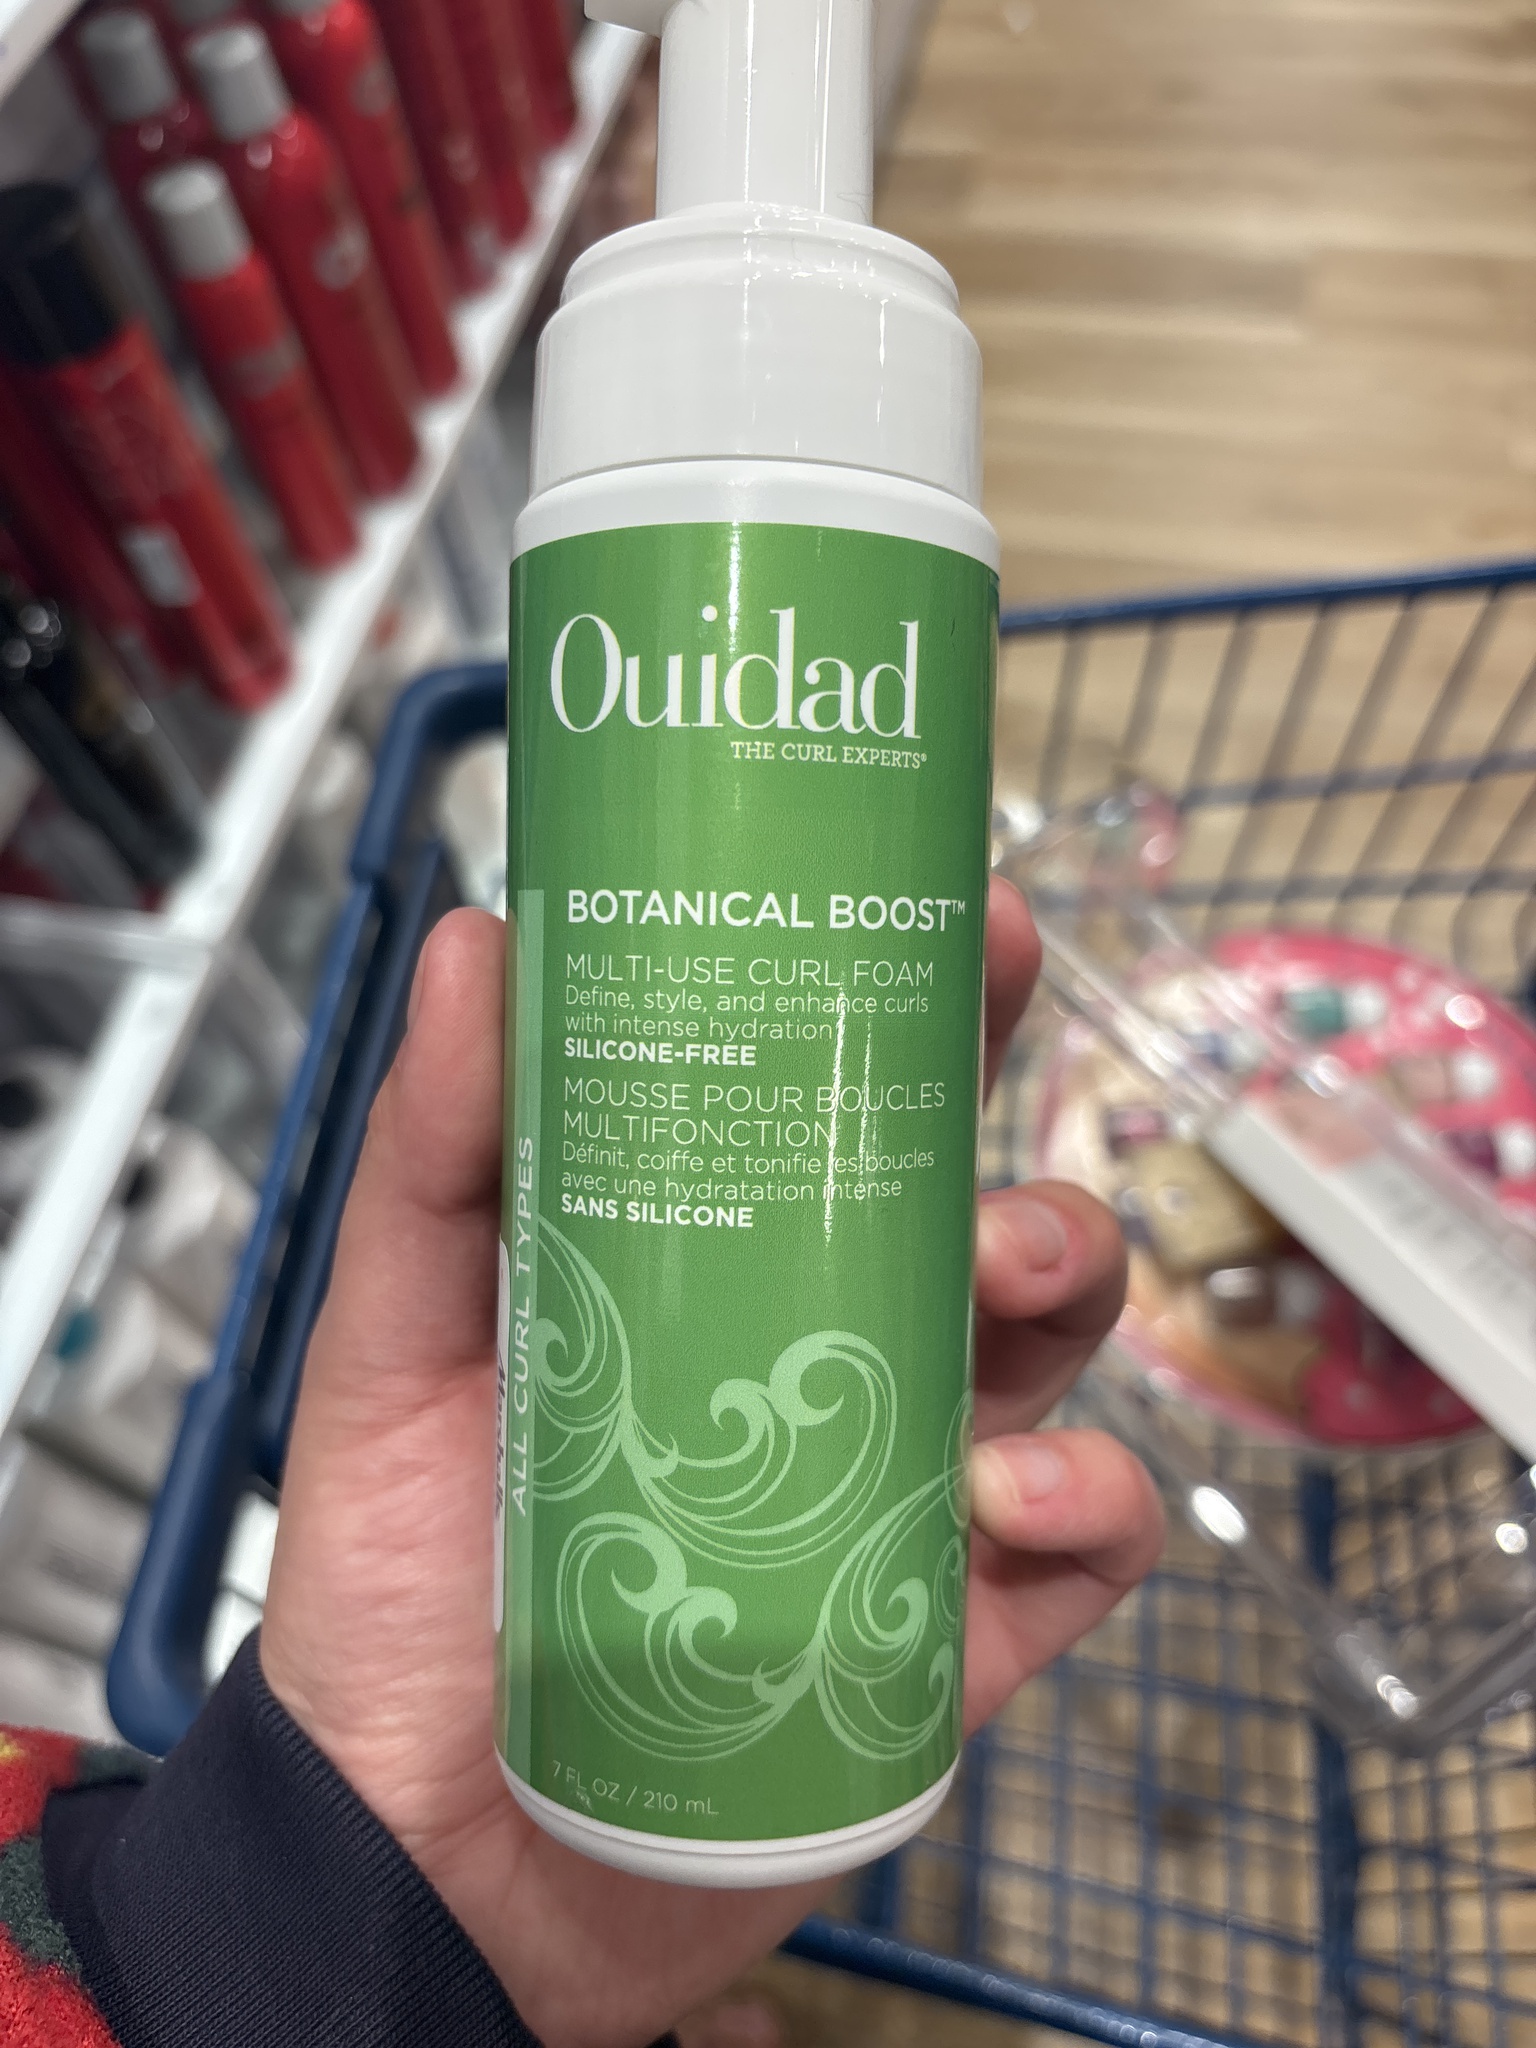 Ouidad
THE CURL EXPERTS®
BOTANICAL BOOST™
MULTI-USE CURL FOAM
Define, style, and enhance curls
with intense hydration
SILICONE-FREE
MOUSSE POUR BOUCLES
MULTIFONCTION
Définit, coiffe et tonifie les boucles
avec une hydratation intense
SANS SILICONE
ALL CURL TYPES
7 FL OZ / 210 mL